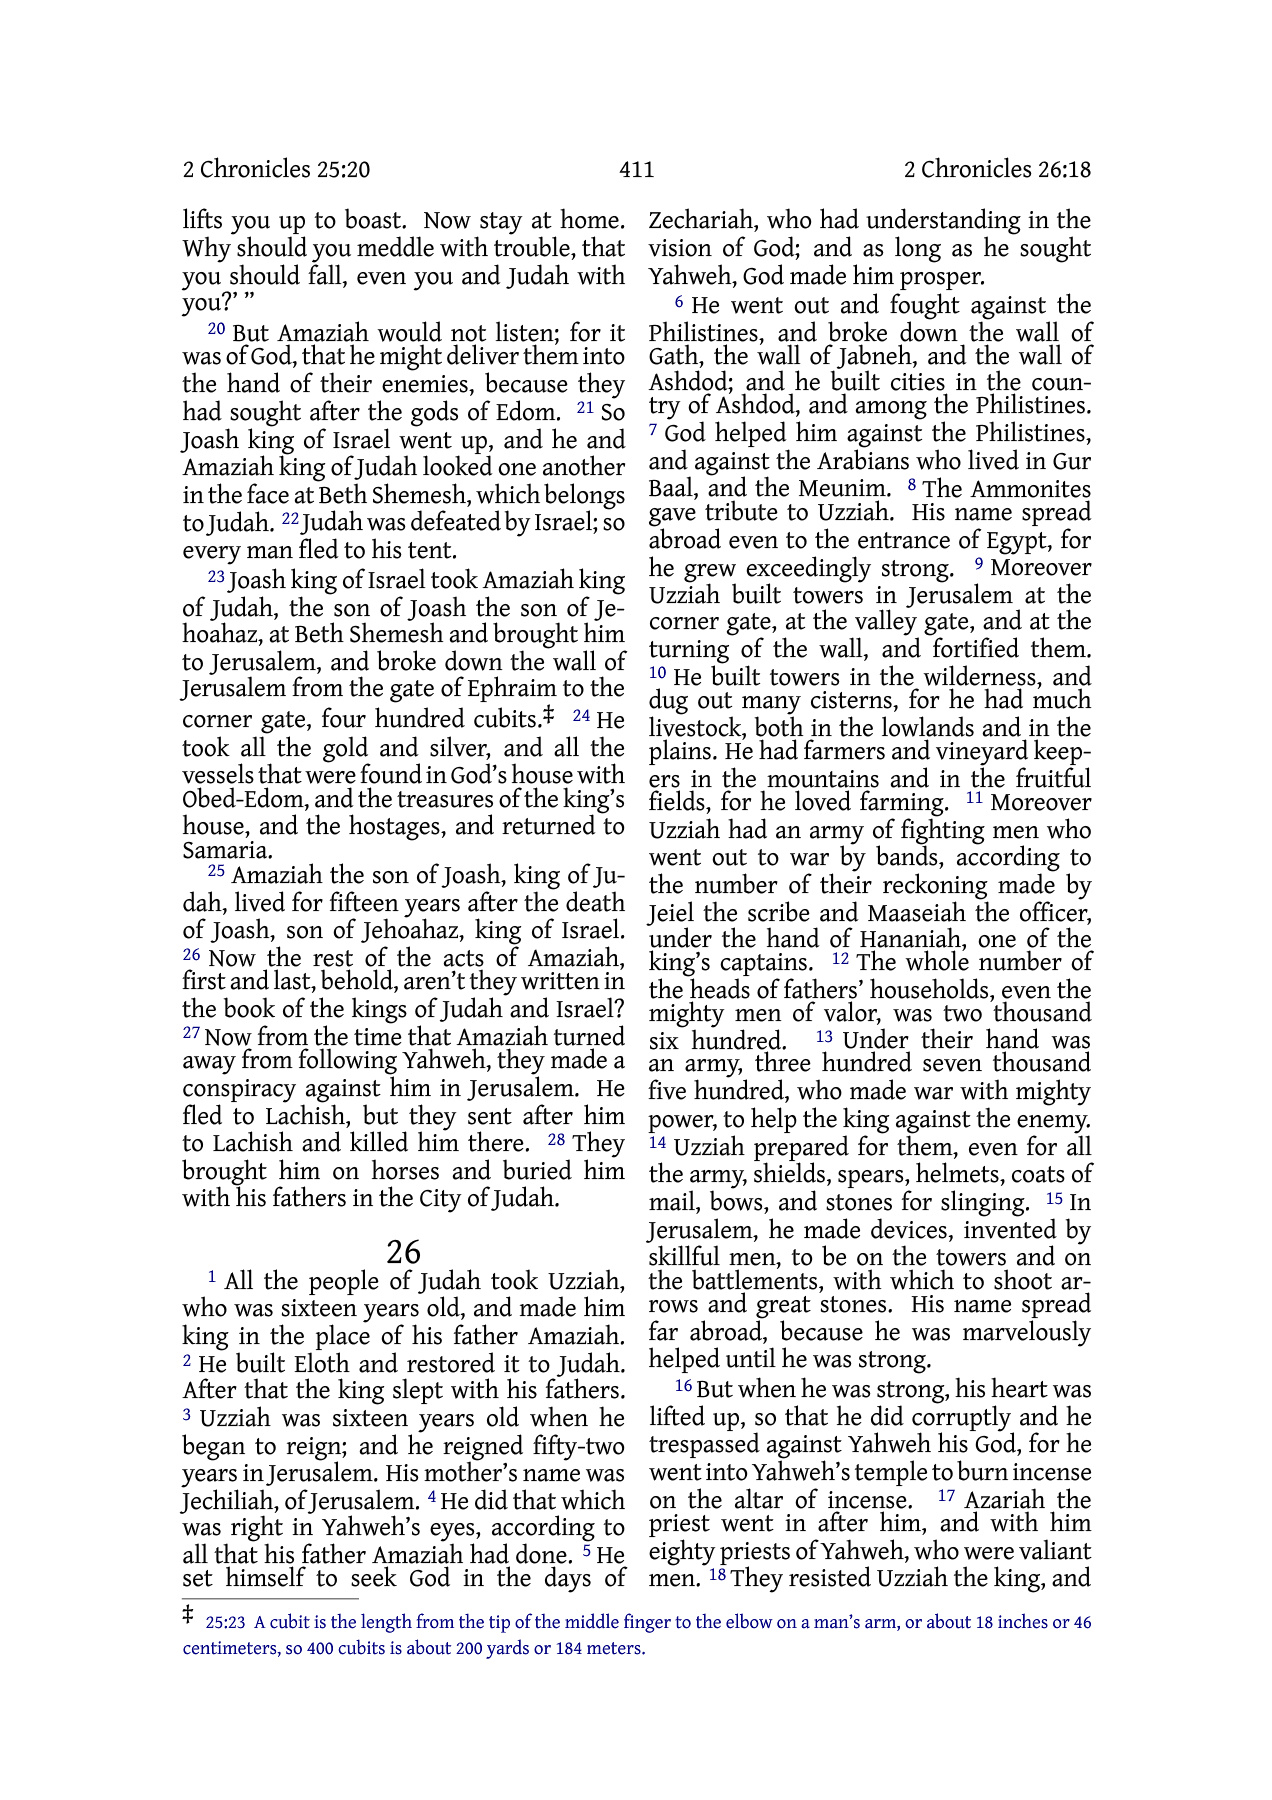 2 Chronicles 25:20 411 2 Chronicles 26:18
lifts you up to boast. Now stay at home.
Why should you meddle with trouble, that
you should fall, even you and Judah with
you?’ ”
20 But Amaziah would not listen; for it
was of God, that he might deliver them into
the hand of their enemies, because they
had sought after the gods of Edom. 21 So
Joash king of Israel went up, and he and
Amaziah king of Judah looked one another
in the face at Beth Shemesh, which belongs
to Judah. 22 Judah was defeated by Israel; so
every man fled to his tent.
23 Joash king of Israel took Amaziah king
of Judah, the son of Joash the son of Je-
hoahaz, at Beth Shemesh and brought him
to Jerusalem, and broke down the wall of
Jerusalem from the gate of Ephraim to the
corner gate, four hundred cubits.‡ 24 He
took all the gold and silver, and all the
vessels that were found in God’s house with
Obed-Edom, and the treasures of the king’s
house, and the hostages, and returned to
Samaria.
25 Amaziah the son of Joash, king of Ju-
dah, lived for fifteen years after the death
of Joash, son of Jehoahaz, king of Israel.
26 Now the rest of the acts of Amaziah,
first and last, behold, aren’t they written in
the book of the kings of Judah and Israel?
27 Now from the time that Amaziah turned
away from following Yahweh, they made a
conspiracy against him in Jerusalem. He
fled to Lachish, but they sent after him
to Lachish and killed him there. 28 They
brought him on horses and buried him
with his fathers in the City of Judah.
26
1 All the people of Judah took Uzziah,
who was sixteen years old, and made him
king in the place of his father Amaziah.
2 He built Eloth and restored it to Judah.
After that the king slept with his fathers.
3 Uzziah was sixteen years old when he
began to reign; and he reigned fifty-two
years in Jerusalem. His mother’s name was
Jechiliah, of Jerusalem. 4 He did that which
was right in Yahweh’s eyes, according to
all that his father Amaziah had done. 5 He
set himself to seek God in the days of
Zechariah, who had understanding in the
vision of God; and as long as he sought
Yahweh, God made him prosper.
6 He went out and fought against the
Philistines, and broke down the wall of
Gath, the wall of Jabneh, and the wall of
Ashdod; and he built cities in the coun-
try of Ashdod, and among the Philistines.
7 God helped him against the Philistines,
and against the Arabians who lived in Gur
Baal, and the Meunim. 8 The Ammonites
gave tribute to Uzziah. His name spread
abroad even to the entrance of Egypt, for
he grew exceedingly strong. 9 Moreover
Uzziah built towers in Jerusalem at the
corner gate, at the valley gate, and at the
turning of the wall, and fortified them.
10 He built towers in the wilderness, and
dug out many cisterns, for he had much
livestock, both in the lowlands and in the
plains. He had farmers and vineyard keep-
ers in the mountains and in the fruitful
fields, for he loved farming. 11 Moreover
Uzziah had an army of fighting men who
went out to war by bands, according to
the number of their reckoning made by
Jeiel the scribe and Maaseiah the officer,
under the hand of Hananiah, one of the
king’s captains. 12 The whole number of
the heads of fathers’ households, even the
mighty men of valor, was two thousand
six hundred. 13 Under their hand was
an army, three hundred seven thousand
five hundred, who made war with mighty
power, to help the king against the enemy.
14 Uzziah prepared for them, even for all
the army, shields, spears, helmets, coats of
mail, bows, and stones for slinging. 15 In
Jerusalem, he made devices, invented by
skillful men, to be on the towers and on
the battlements, with which to shoot ar-
rows and great stones. His name spread
far abroad, because he was marvelously
helped until he was strong.
16 But when he was strong, his heart was
lifted up, so that he did corruptly and he
trespassed against Yahweh his God, for he
went into Yahweh’s temple to burn incense
on the altar of incense. 17 Azariah the
priest went in after him, and with him
eighty priests of Yahweh, who were valiant
men. 18 They resisted Uzziah the king, and
‡ 25:23 A cubit is the length from the tip of the middle finger to the elbow on a man’s arm, or about 18 inches or 46
centimeters, so 400 cubits is about 200 yards or 184 meters.